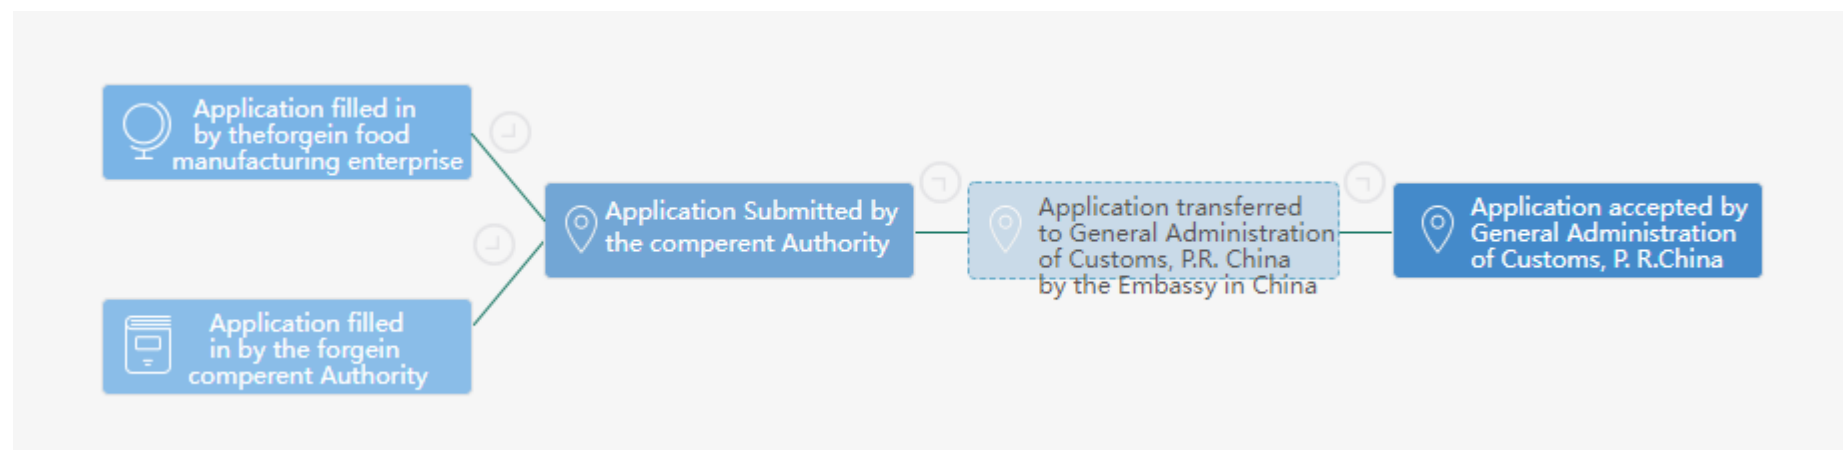 Application filled in
by theforgein food
manufacturing enterprise
Application filled
in by the forgein
comperent Authority
Application Submitted by
the comperent Authority
Application transferred
to General Administration
of Customs, P.R. China
by the Embassy in China
Application accepted by
General Administration
of Customs, P. R.China